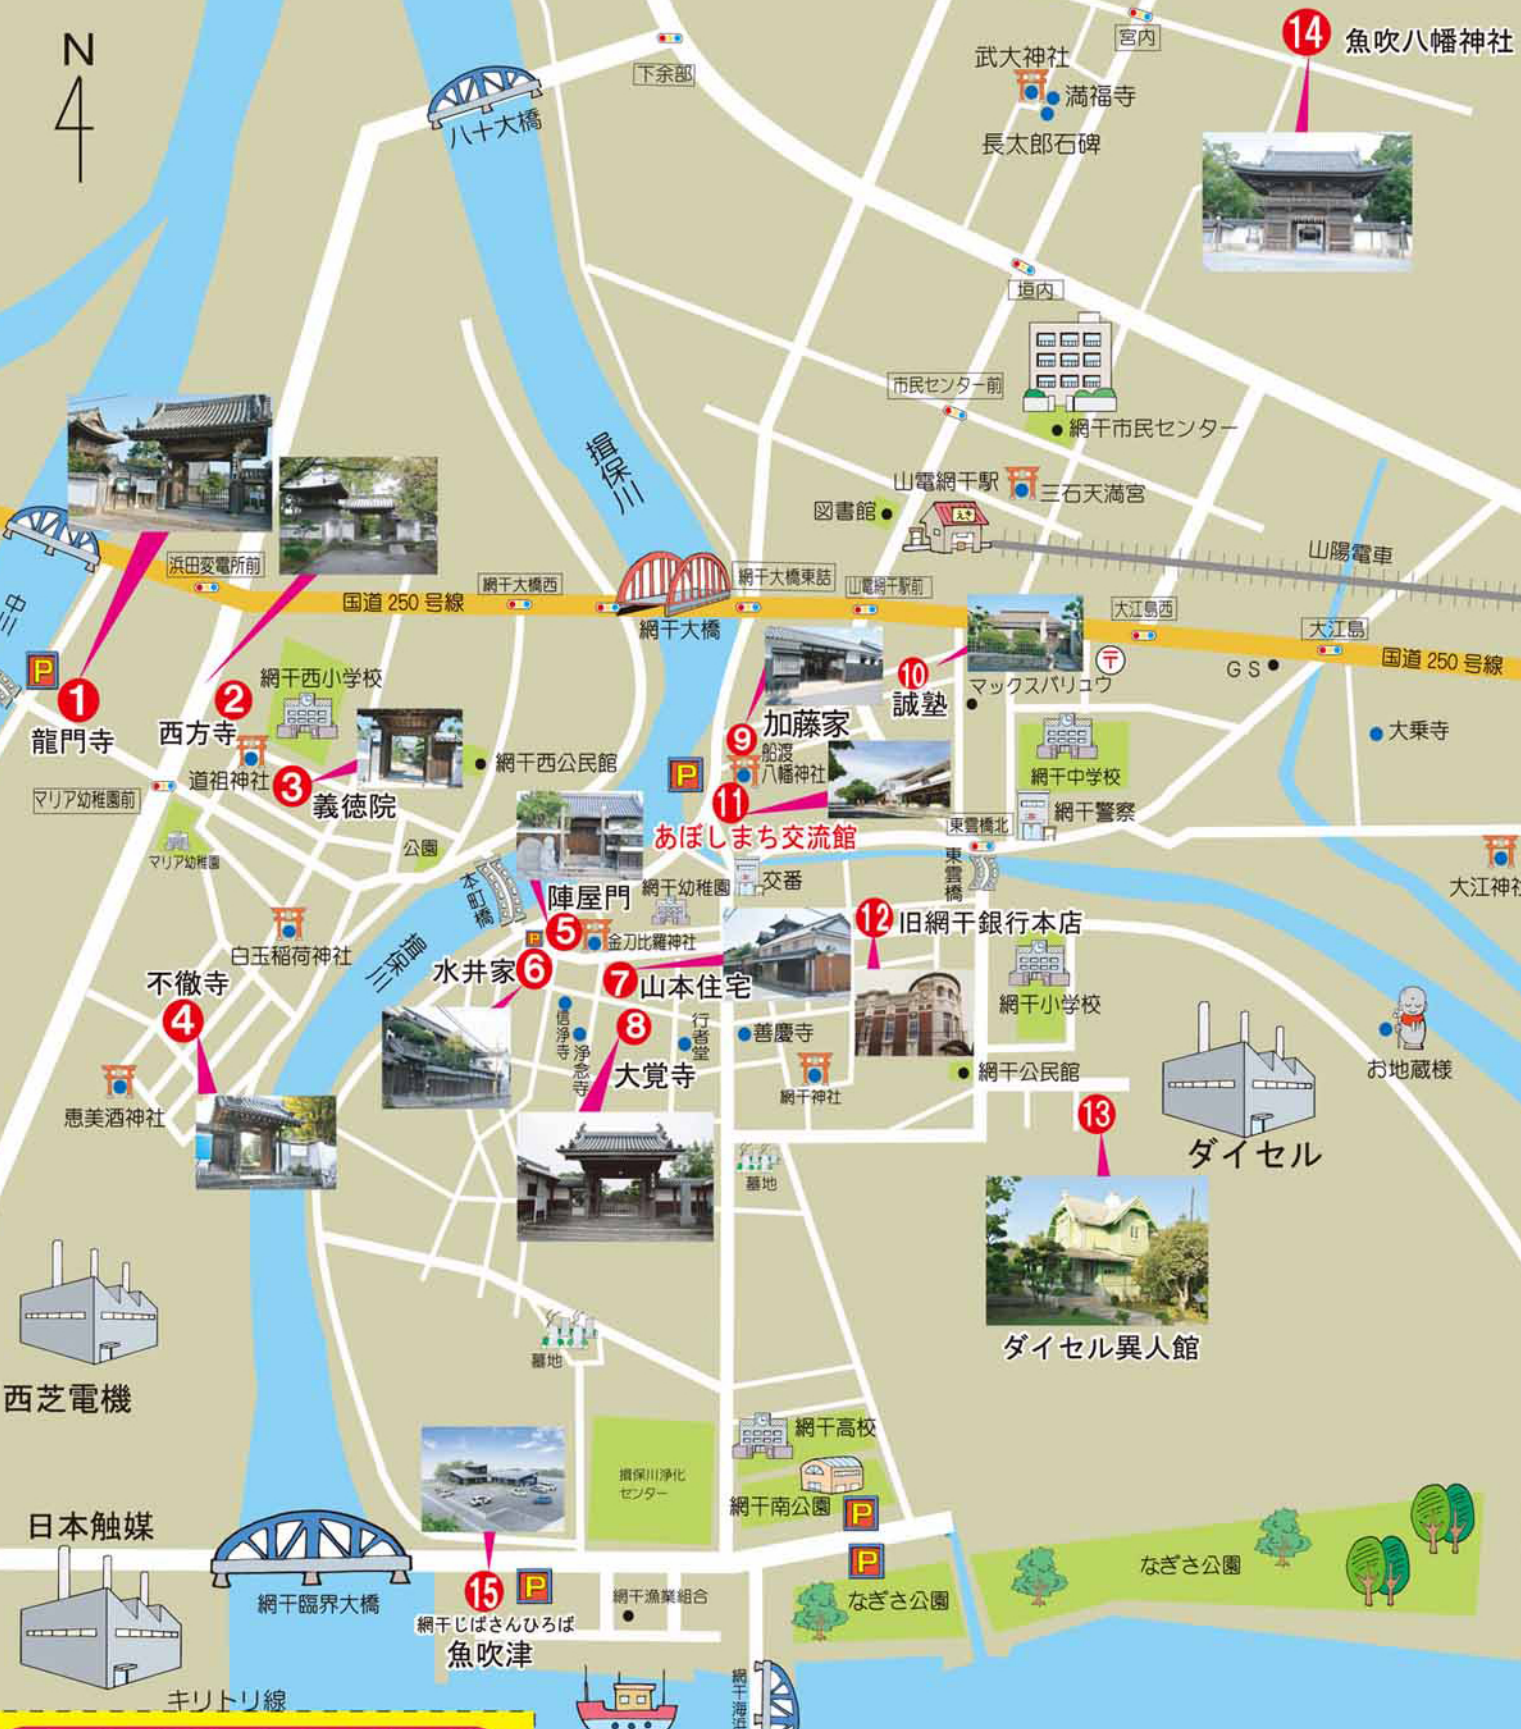 N
14
魚吹八幡神社
宮内
下余部
武大神社
満福寺
長太郎石碑
八十大橋
垣内
市民センター前
網干市民センター
揖保川
山電網干駅
三石天満宮
図書館
えき
山陽電車
浜田変電所前
国道250号線
網干大橋西
網干大橋東詰
山電網干駅前
大江島西
大江島
国道250号線
中川
網干大橋
P
1
龍門寺
2
西方寺
網干西小学校
道祖神社
3
義徳院
網干西公民館
P
加藤家
9
船渡
八幡神社
10
誠塾
マックスバリュウ
〒
GS
大乗寺
11
あぼしまち交流館
網干中学校
網干警察
東雲橋北
東雲橋
大江神社
マリア幼稚園前
マリア幼稚園
公園
本町橋
陣屋門
5
網干幼稚園
交番
金刀比羅神社
P
12
旧網干銀行本店
白玉稲荷神社
揖保川
水井家
6
7
山本住宅
網干小学校
不徹寺
4
信浄寺
浄念寺
8
大覚寺
行者堂
善慶寺
網干神社
網干公民館
お地蔵様
恵美酒神社
13
ダイセル
墓地
ダイセル異人館
西芝電機
墓地
揖保川浄化
センター
網干高校
網干南公園
P
P
日本触媒
網干臨界大橋
15
P
網干じばさんひろば
魚吹津
網干漁業組合
なぎさ公園
なぎさ公園
網干海浜
キリトリ線